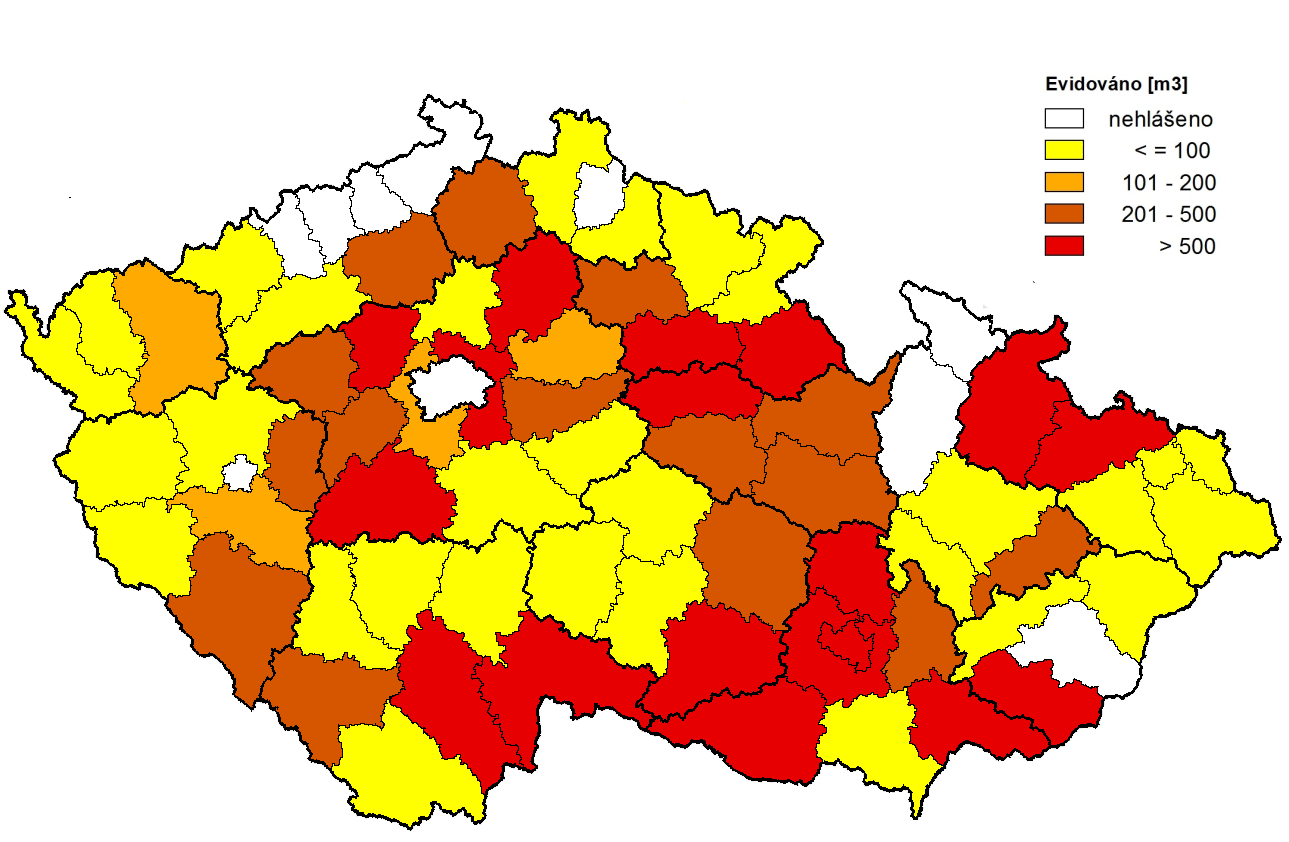 Evidováno [m3]
nehlášeno
< = 100
101 - 200
201 - 500
> 500